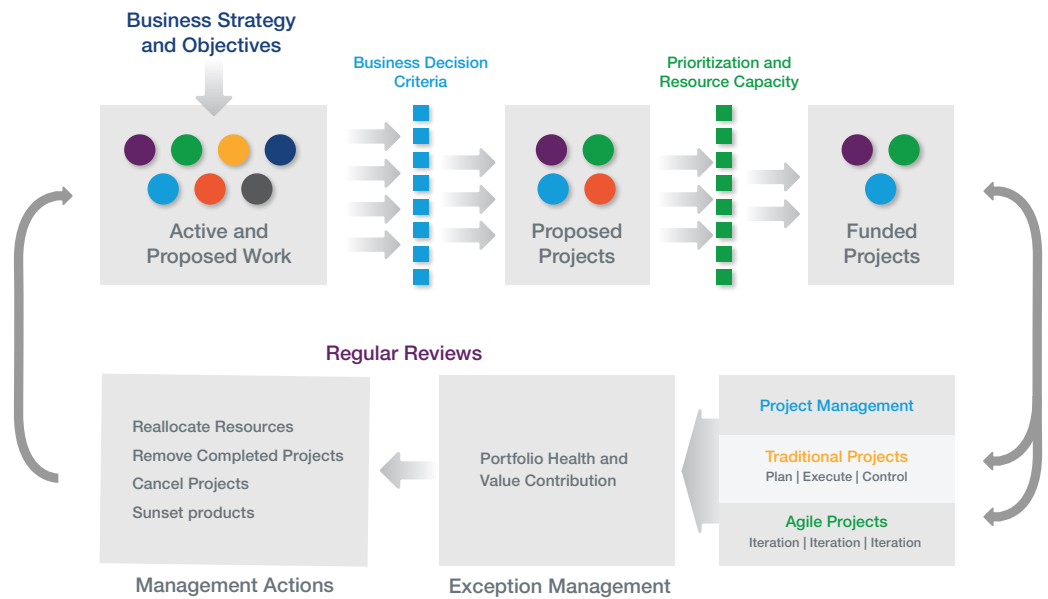 Business Strategy
and Objectives
Business Decision
Criteria
Prioritization and
Resource Capacity
Active and
Proposed Work
Proposed
Projects
Funded
Projects
Regular Reviews
Reallocate Resources
Remove Completed Projects
Cancel Projects
Sunset products
Management Actions
Portfolio Health and
Value Contribution
Exception Management
Project Management
Traditional Projects
Plan | Execute | Control
Agile Projects
Iteration | Iteration | Iteration